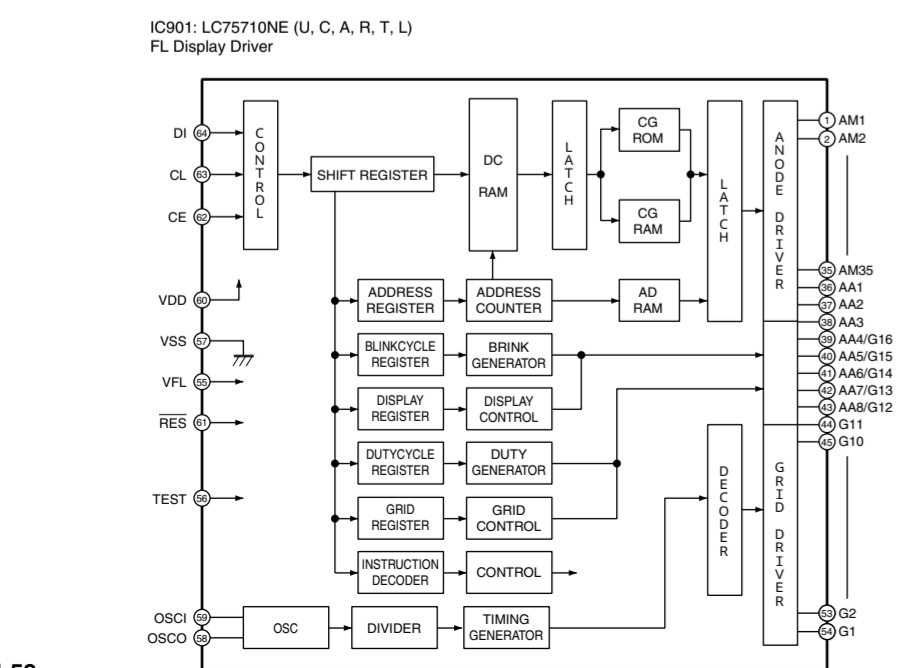 IC901: LC75710NE (U, C, A, R, T, L)
FL Display Driver
DI 64
CL 63
CE 62
VDD 60
VSS 57
VFL 55
RES 61
TEST 56
OSCI 59
OSCO 58
CONTROL
SHIFT REGISTER
DC
RAM
LATCH
CG
ROM
CG
RAM
LATCH
ANODE DRIVER
ADDRESS
REGISTER
ADDRESS
COUNTER
AD
RAM
BLINKCYCLE
REGISTER
BRINK
GENERATOR
DISPLAY
REGISTER
DISPLAY
CONTROL
DUTYCYCLE
REGISTER
DUTY
GENERATOR
GRID
REGISTER
GRID
CONTROL
INSTRUCTION
DECODER
CONTROL
OSC
DIVIDER
TIMING
GENERATOR
DECODER
GRID DRIVER
1 AM1
2 AM2
35 AM35
36 AA1
37 AA2
38 AA3
39 AA4/G16
40 AA5/G15
41 AA6/G14
42 AA7/G13
43 AA8/G12
44 G11
45 G10
53 G2
54 G1